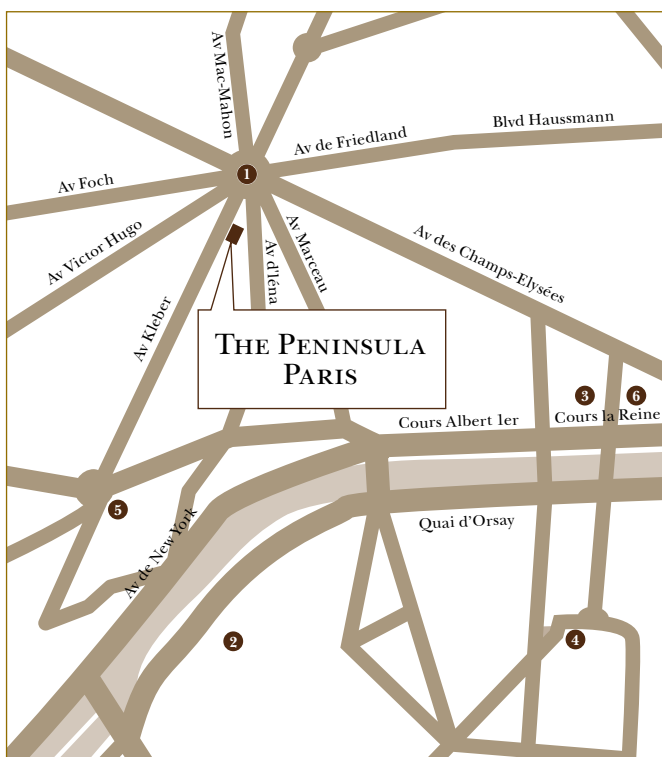 Av Mac-Mahon
Blvd Haussmann
Av de Friedland
1
Av Foch
Av Victor Hugo
Av Marceau
Av d'Iéna
Av des Champs-Elysées
Av Kleber
THE PENINSULA
PARIS
3
6
Cours Albert 1er
Cours la Reine
5
Quai d'Orsay
Av de New York
2
4